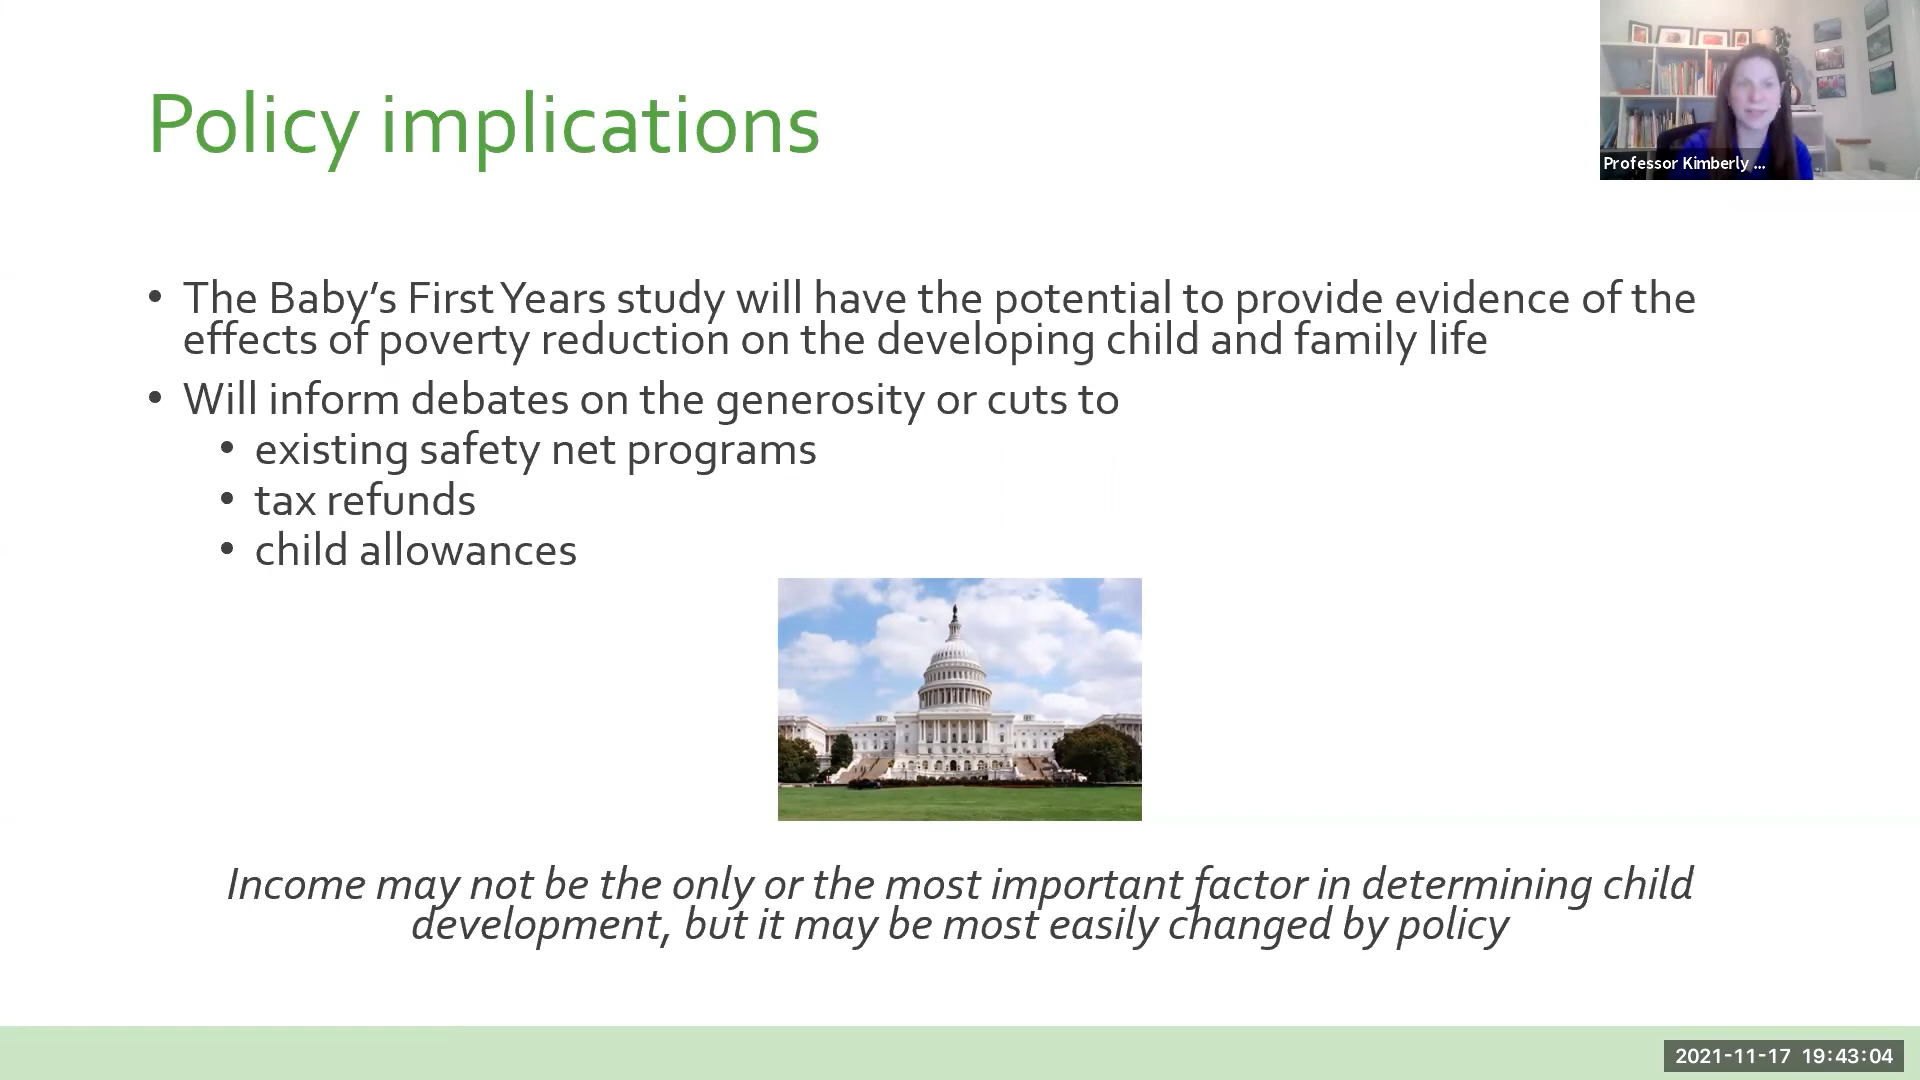 Policy implications
Professor Kimberly ...
• The Baby’s First Years study will have the potential to provide evidence of the
effects of poverty reduction on the developing child and family life
• Will inform debates on the generosity or cuts to
• existing safety net programs
• tax refunds
• child allowances
Income may not be the only or the most important factor in determining child
development, but it may be most easily changed by policy
2021-11-17 19:43:04